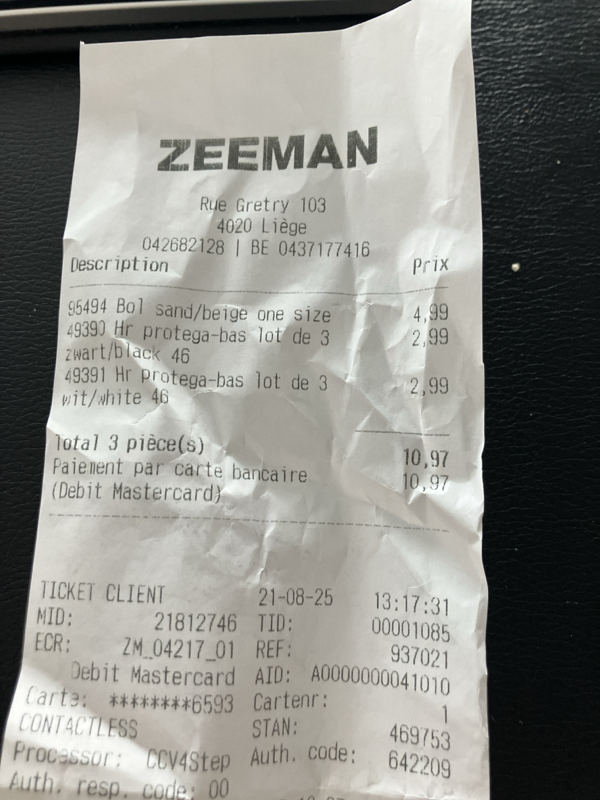 ZEEMAN
Rue Gretry 103
4020 Liège
042682128 | BE 0437177416
Description Prix
95494 Bol sand/beige one size 4,99
49390 Hr protega-bas lot de 3 2,99
zwart/black 46
49391 Hr protega-bas lot de 3 2,99
wit/white 46
Total 3 pièce(s) 10,97
Paiement par carte bancaire 10,97
(Debit Mastercard)
TICKET CLIENT 21-08-25 13:17:31
MID: 21812746 TID: 00001085
ECR: ZM_04217_01 REF: 937021
Debit Mastercard AID: A0000000041010
Carte: ********6593 Cartenr: 1
CONTACTLESS STAN: 469753
Processor: CCV4Step Auth. code: 642209
Auth. resp. code: 00